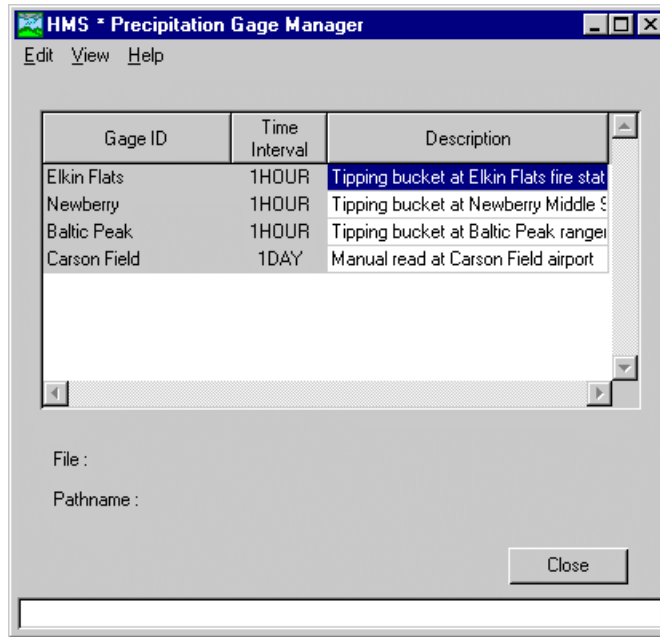 HMS * Precipitation Gage Manager
Edit View Help
Gage ID Time Interval Description
Elkin Flats 1HOUR Tipping bucket at Elkin Flats fire stat
Newberry 1HOUR Tipping bucket at Newberry Middle S
Baltic Peak 1HOUR Tipping bucket at Baltic Peak ranger
Carson Field 1DAY Manual read at Carson Field airport
File :
Pathname :
Close